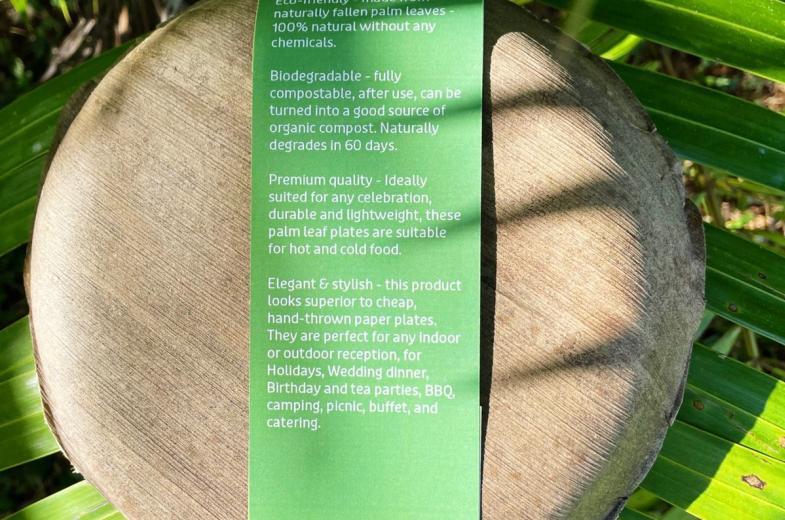 Eco-friendly - made from
naturally fallen palm leaves -
100% natural without any
chemicals.
Biodegradable - fully
compostable, after use, can be
turned into a good source of
organic compost. Naturally
degrades in 60 days.
Premium quality - Ideally
suited for any celebration,
durable and lightweight, these
palm leaf plates are suitable
for hot and cold food.
Elegant & stylish - this product
looks superior to cheap,
hand-thrown paper plates.
They are perfect for any indoor
or outdoor reception, for
Holidays, Wedding dinner,
Birthday and tea parties, BBQ,
camping, picnic, buffet, and
catering.